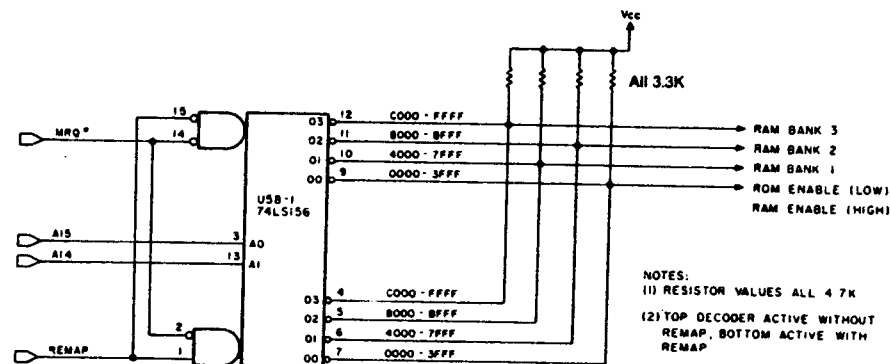 Vcc
All 3.3K
15
MRQ*
14
03 12 C000 - FFFF
02 11 8000 - BFFF
01 10 4000 - 7FFF
00 9 0000 - 3FFF
RAM BANK 3
RAM BANK 2
RAM BANK 1
ROM ENABLE (LOW)
RAM ENABLE (HIGH)
U58-1
74LS156
A15 3 A0
A14 13 A1
03 4 C000 - FFFF
02 5 8000 - BFFF
01 6 4000 - 7FFF
00 7 0000 - 3FFF
2
REMAP 1
NOTES:
(1) RESISTOR VALUES ALL 4 7K
(2) TOP DECODER ACTIVE WITHOUT
REMAP, BOTTOM ACTIVE WITH
REMAP